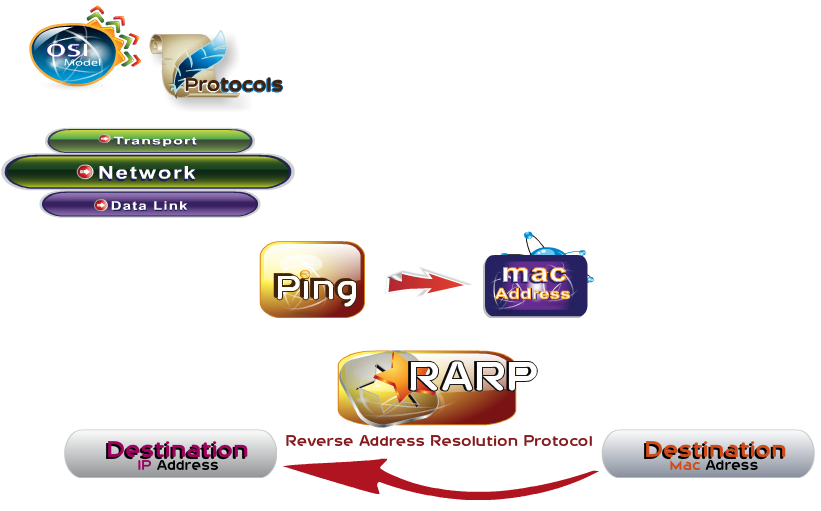 OSI
Model
Protocols
Transport
Network
Data Link
Ping
mac
Address
RARP
Reverse Address Resolution Protocol
Destination
IP Address
Destination
Mac Adress